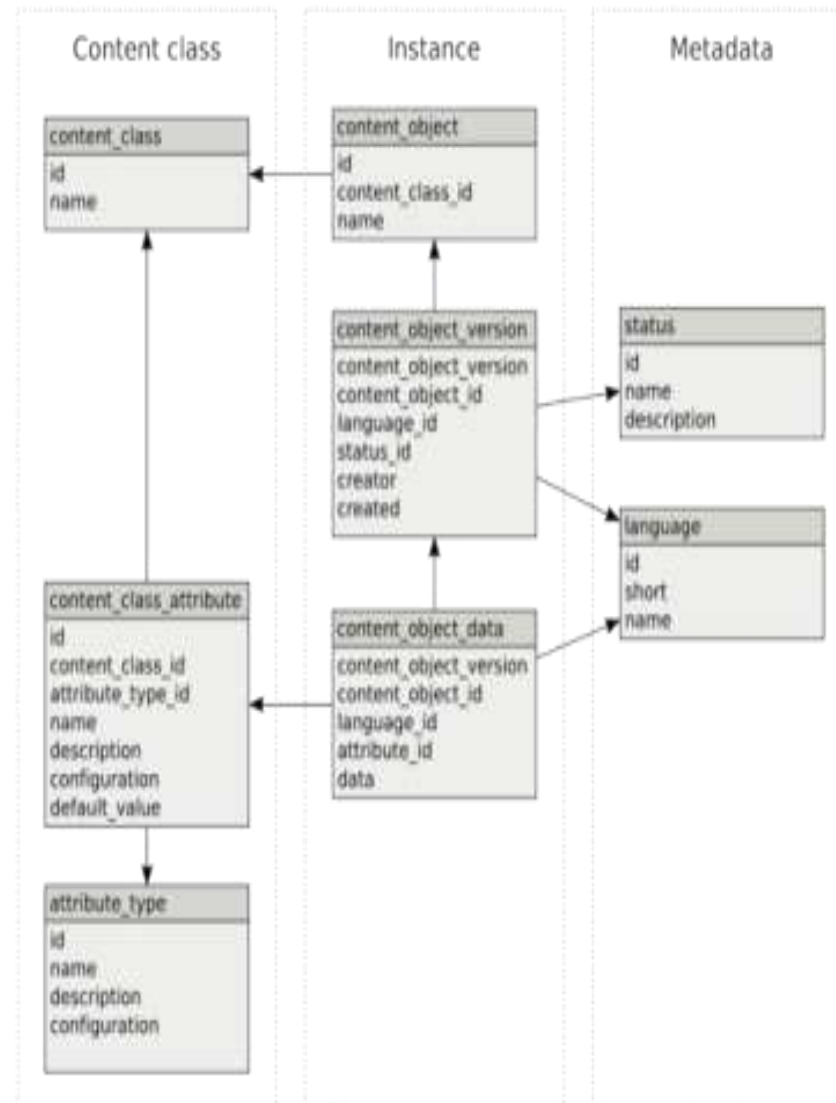 Content class
content_class
id
name
content_class_attribute
id
content_class_id
attribute_type_id
name
description
configuration
default_value
attribute_type
id
name
description
configuration
Instance
content_object
id
content_class_id
name
content_object_version
content_object_version
content_object_id
language_id
status_id
creator
created
content_object_data
content_object_version
content_object_id
language_id
attribute_id
data
Metadata
status
id
name
description
language
id
short
name